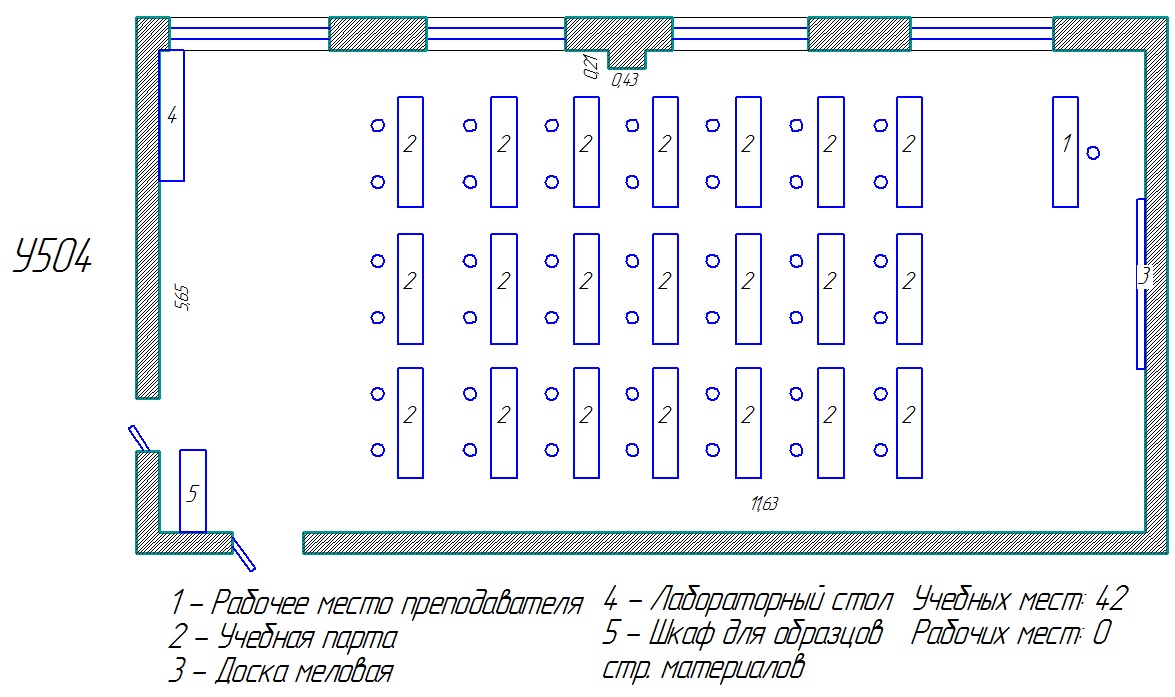 0,21
0,43
4
2 2 2 2 2 2 2 1
У504
5,65
2 2 2 2 2 2 2 3
2 2 2 2 2 2 2
5
11,63
1 – Рабочее место преподавателя
2 – Учебная парта
3 – Доска меловая
4 – Лабораторный стол
5 – Шкаф для образцов
стр. материалов
Учебных мест: 42
Рабочих мест: 0